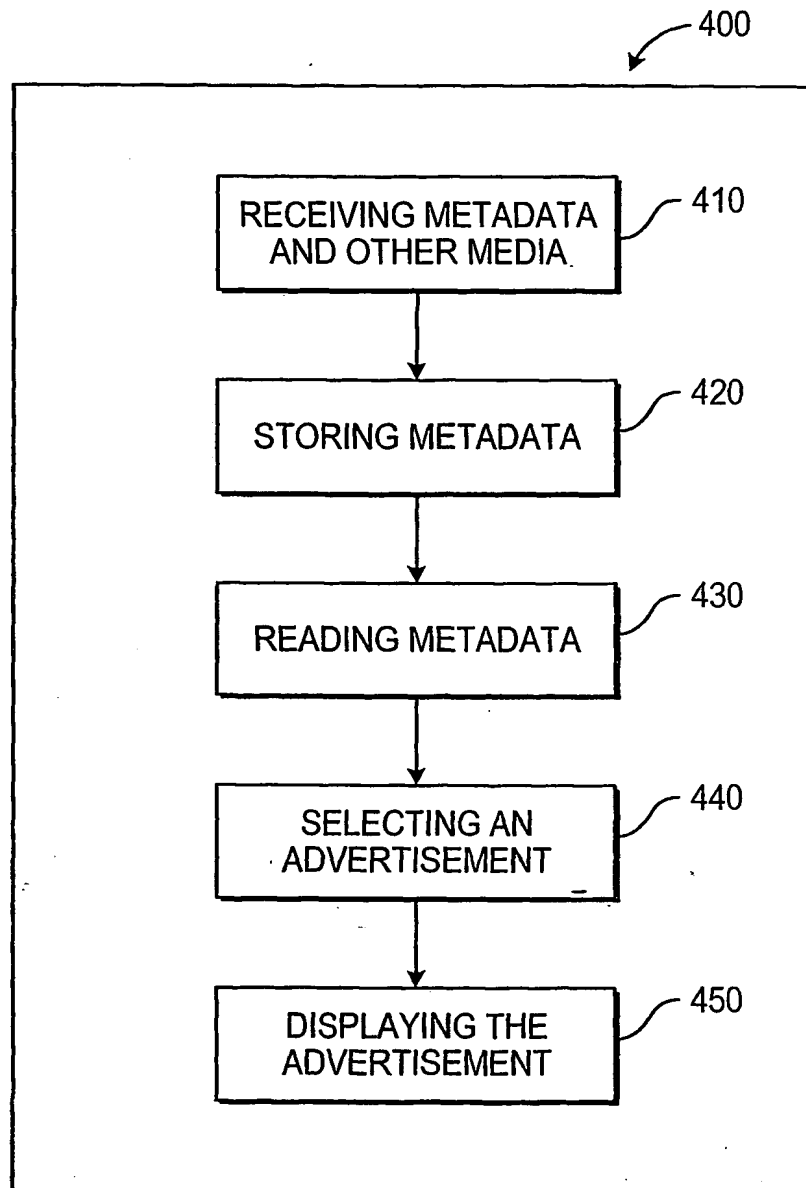 400
RECEIVING METADATA
AND OTHER MEDIA
410
STORING METADATA
420
READING METADATA
430
SELECTING AN
ADVERTISEMENT
440
DISPLAYING THE
ADVERTISEMENT
450